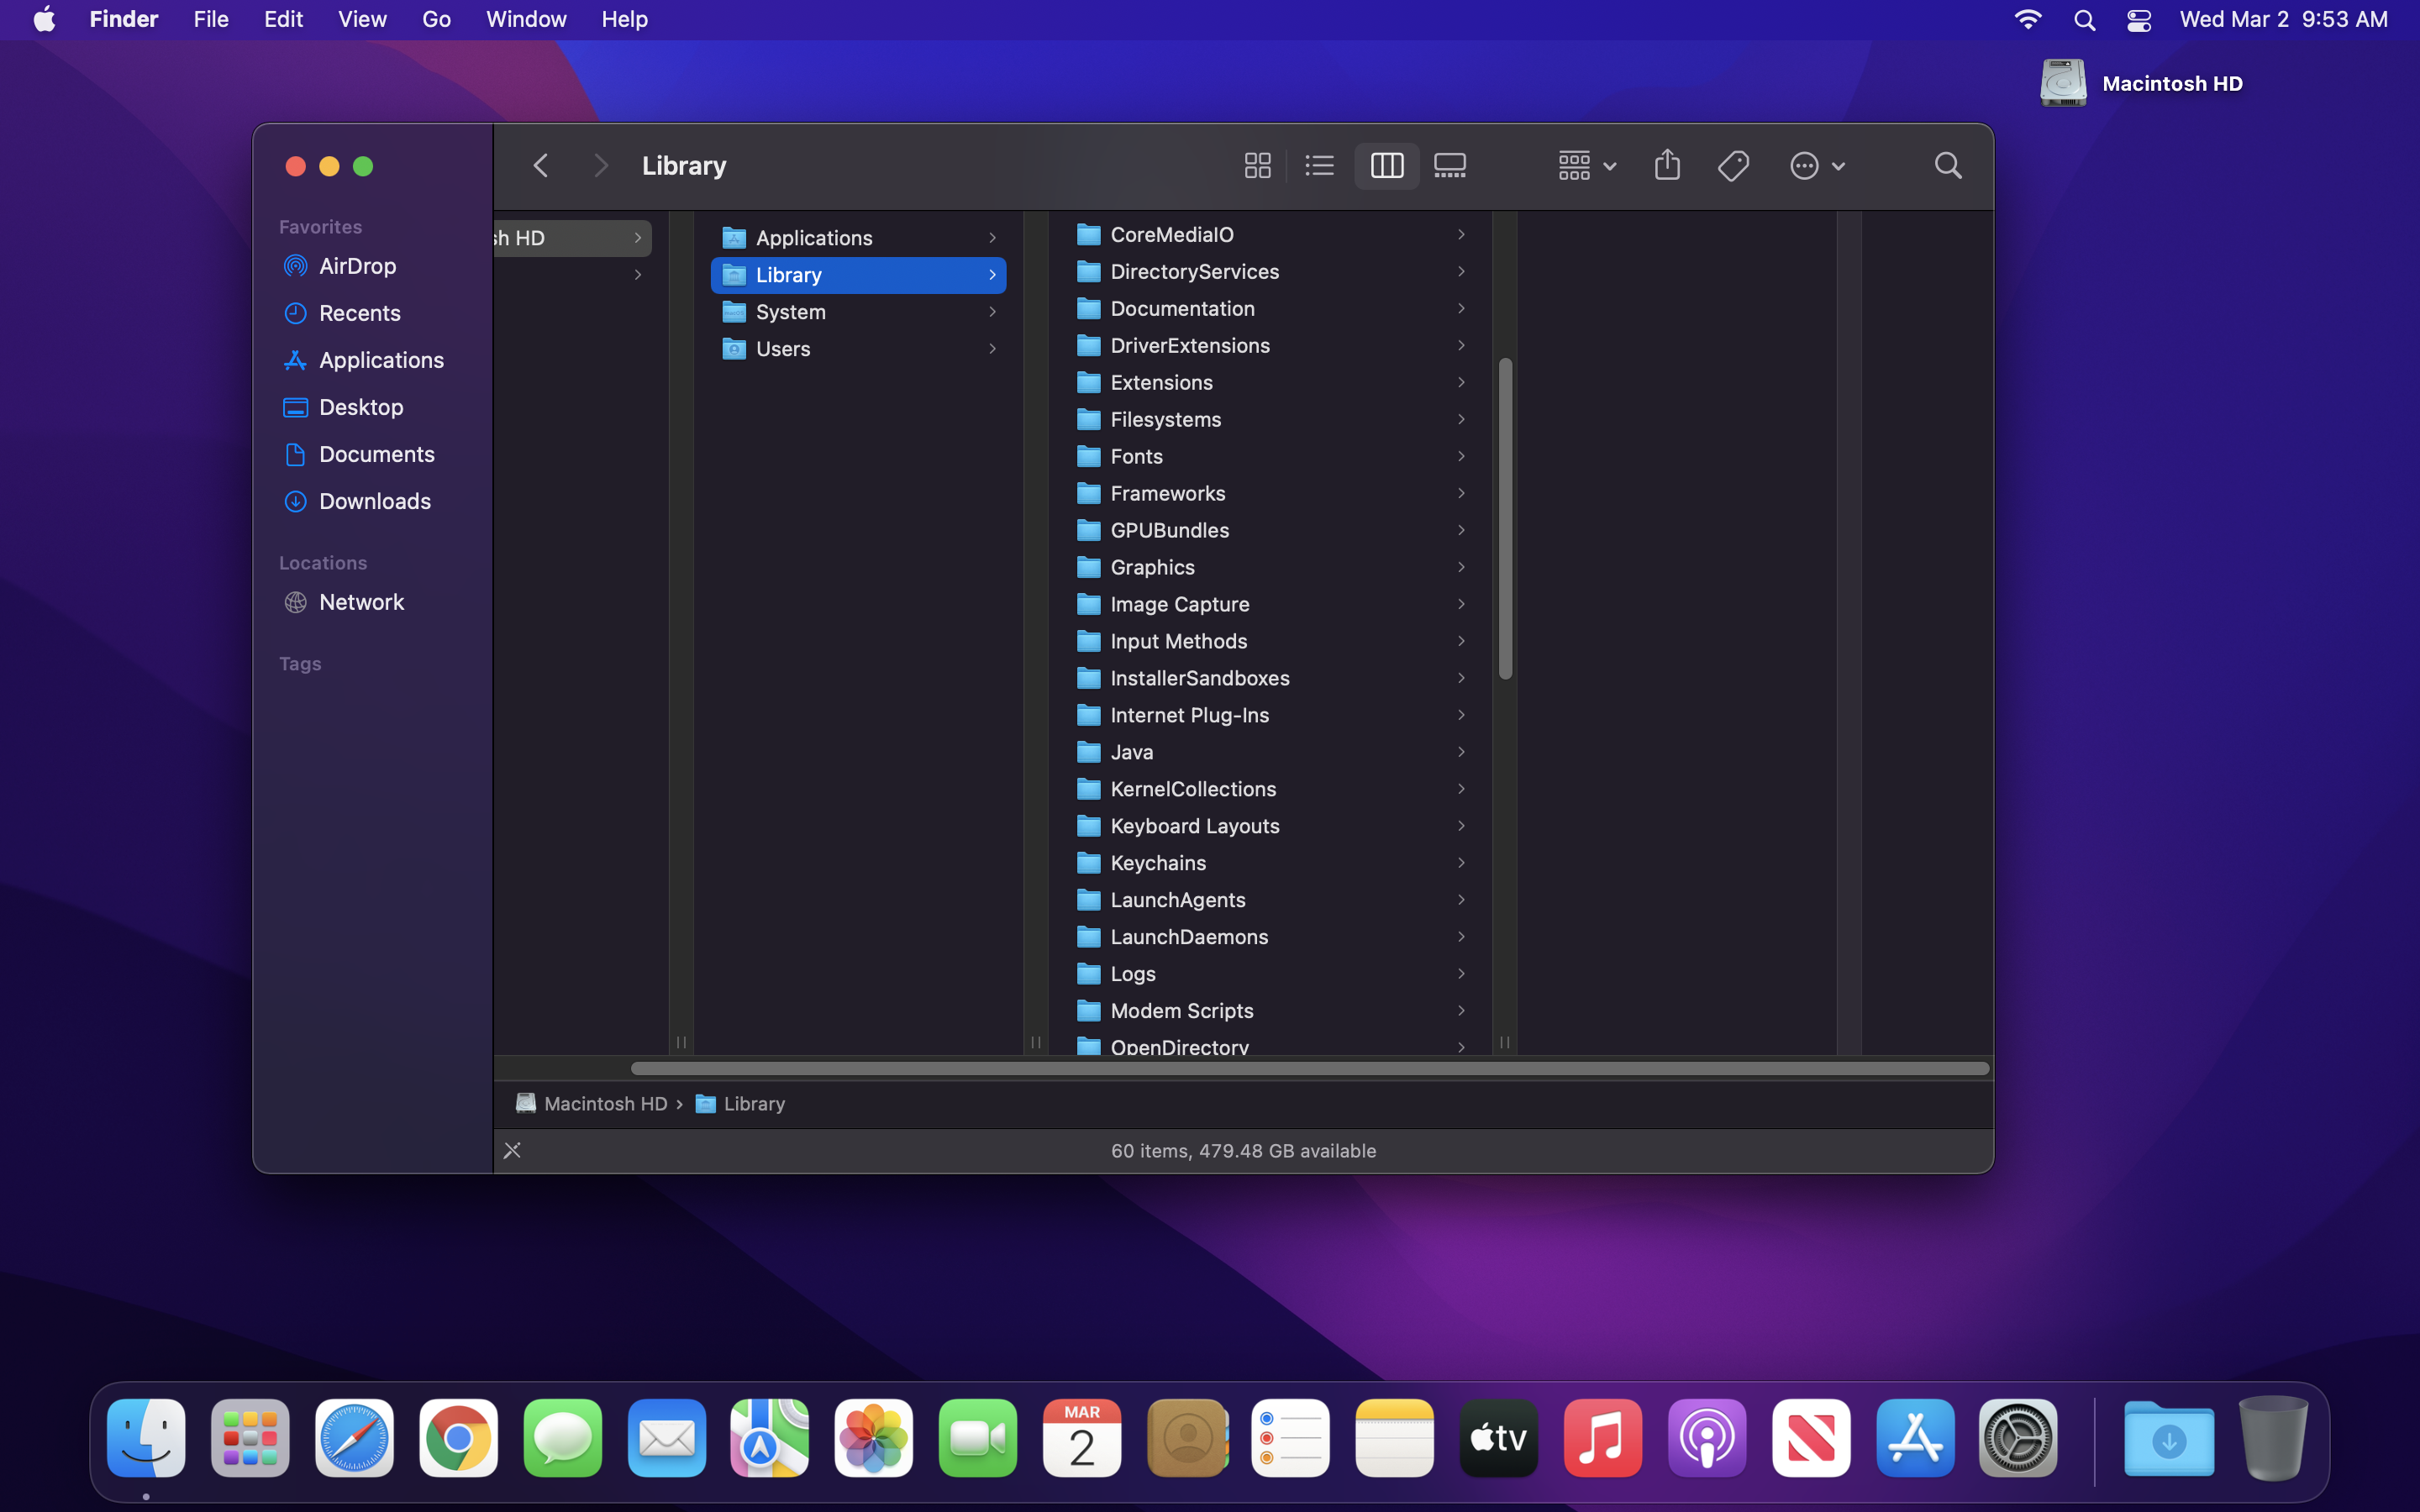 Finder File Edit View Go Window Help Wed Mar 2 9:53 AM
Macintosh HD
Library
Favorites
AirDrop
Recents
Applications
Desktop
Documents
Downloads
Locations
Network
Tags
sh HD
Applications
Library
System
Users
CoreMediaIO
DirectoryServices
Documentation
DriverExtensions
Extensions
Filesystems
Fonts
Frameworks
GPUBundles
Graphics
Image Capture
Input Methods
InstallerSandboxes
Internet Plug-Ins
Java
KernelCollections
Keyboard Layouts
Keychains
LaunchAgents
LaunchDaemons
Logs
Modem Scripts
OpenDirectory
Macintosh HD › Library
60 items, 479.48 GB available
MAR
2
tv